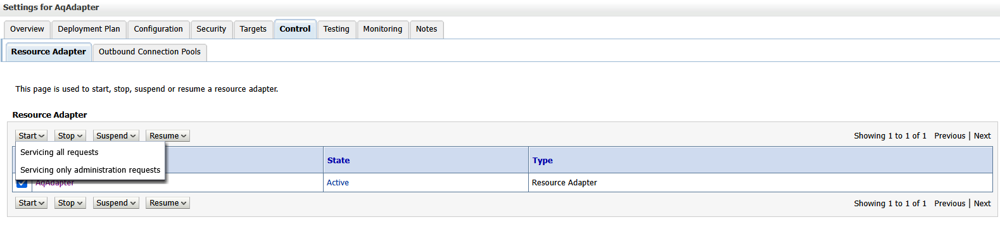 Settings for AqAdapter
Overview Deployment Plan Configuration Security Targets Control Testing Monitoring Notes
Resource Adapter Outbound Connection Pools
This page is used to start, stop, suspend or resume a resource adapter.
Resource Adapter
Start Stop Suspend Resume Showing 1 to 1 of 1 Previous | Next
Servicing all requests
Servicing only administration requests
State Type
AqAdapter Active Resource Adapter
Start Stop Suspend Resume Showing 1 to 1 of 1 Previous | Next